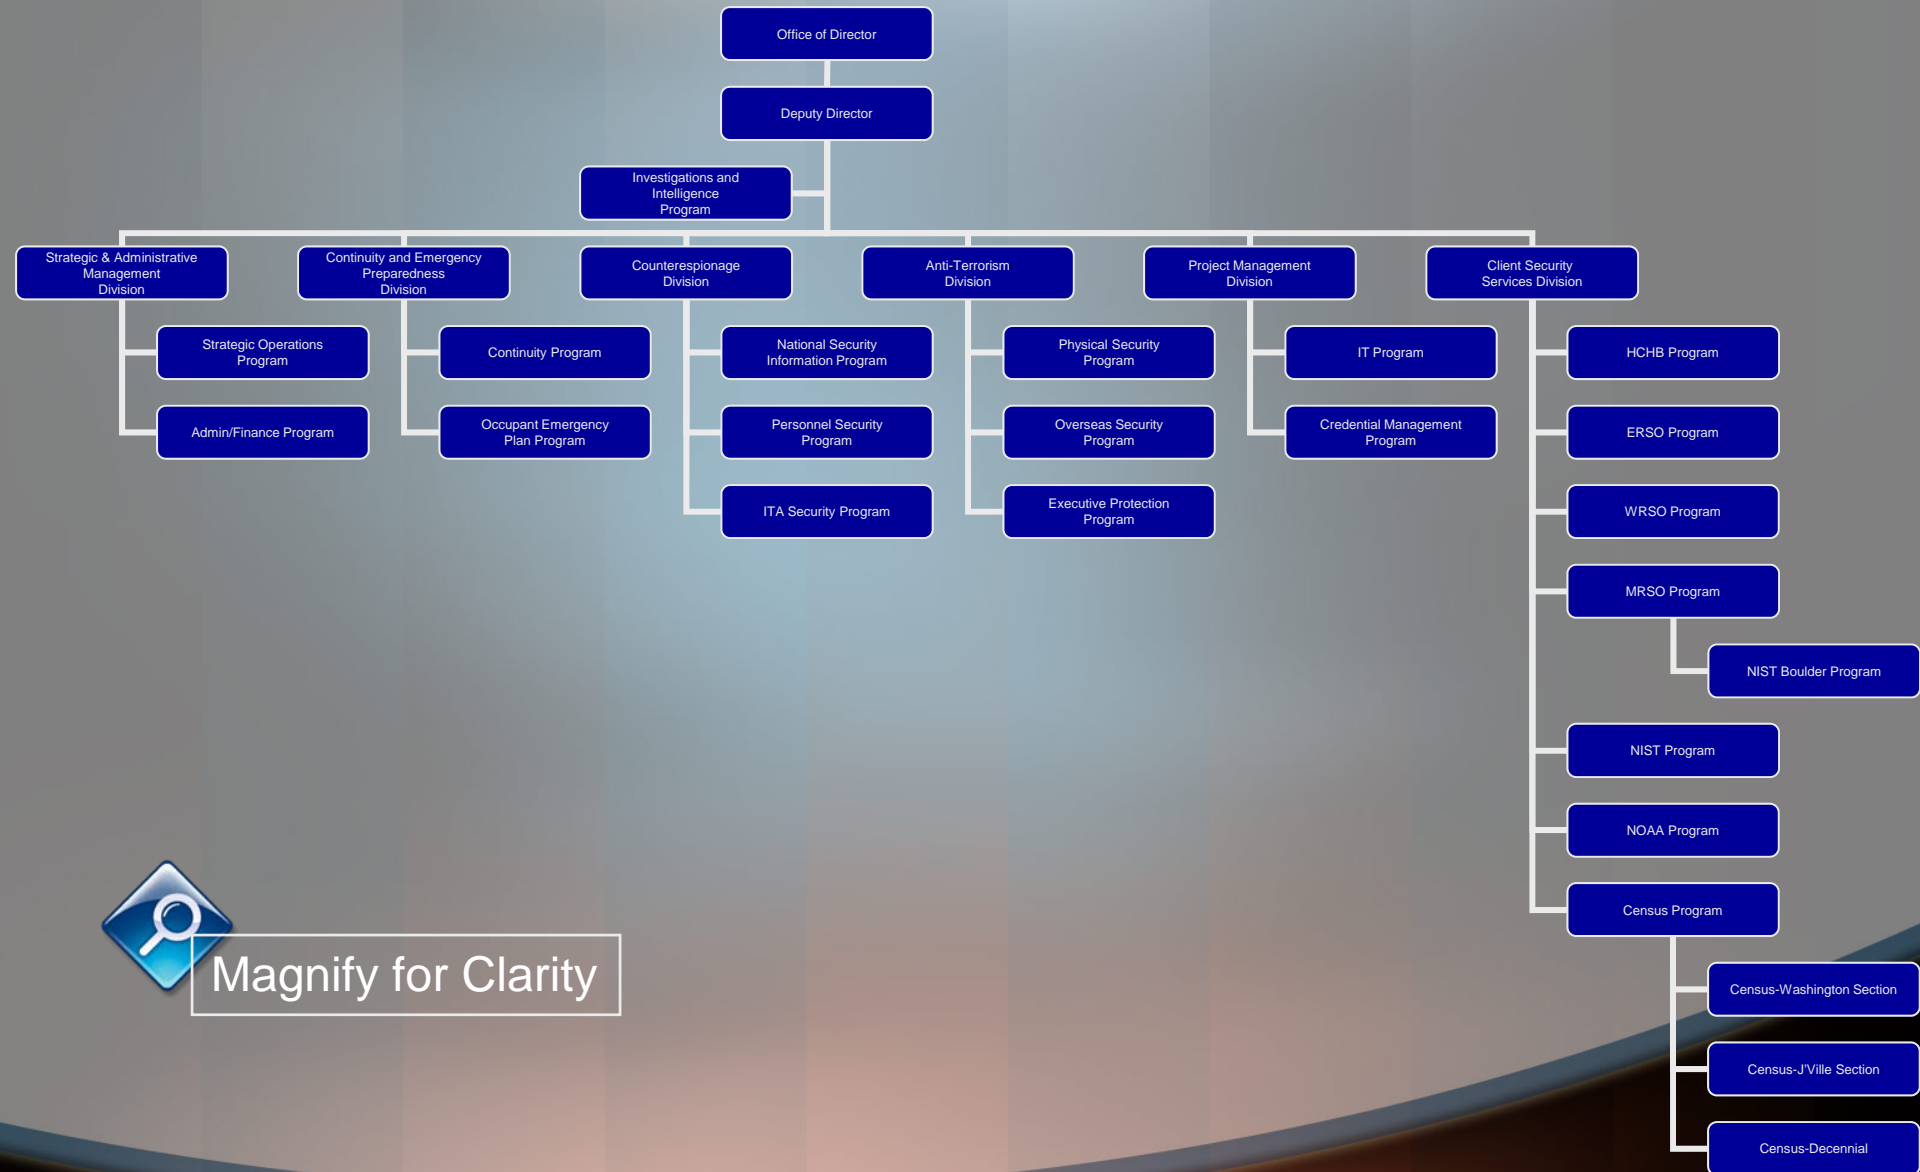 Office of Director
Deputy Director
Investigations and
Intelligence
Program
Strategic & Administrative
Management
Division
Continuity and Emergency
Preparedness
Division
Counterespionage
Division
Anti-Terrorism
Division
Project Management
Division
Client Security
Services Division
Strategic Operations
Program
Admin/Finance Program
Continuity Program
Occupant Emergency
Plan Program
National Security
Information Program
Personnel Security
Program
ITA Security Program
Physical Security
Program
Overseas Security
Program
Executive Protection
Program
IT Program
Credential Management
Program
HCHB Program
ERSO Program
WRSO Program
MRSO Program
NIST Boulder Program
NIST Program
NOAA Program
Census Program
Census-Washington Section
Census-J'Ville Section
Census-Decennial
Magnify for Clarity